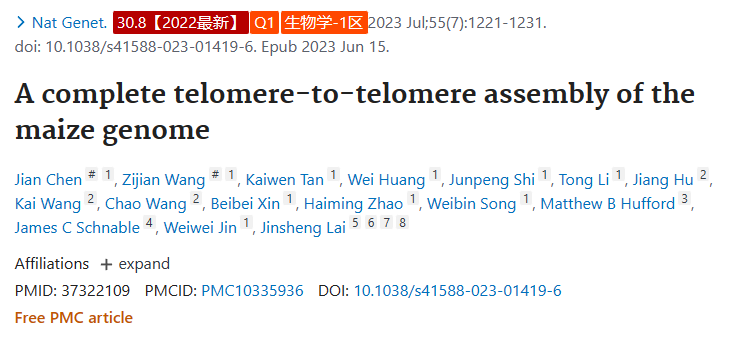 Nat Genet. 30.8【2022最新】 Q1 生物学-1区 2023 Jul;55(7):1221-1231.
doi: 10.1038/s41588-023-01419-6. Epub 2023 Jun 15.
A complete telomere-to-telomere assembly of the
maize genome
Jian Chen # 1, Zijian Wang # 1, Kaiwen Tan 1, Wei Huang 1, Junpeng Shi 1, Tong Li 1, Jiang Hu 2,
Kai Wang 2, Chao Wang 2, Beibei Xin 1, Haiming Zhao 1, Weibin Song 1, Matthew B Hufford 3,
James C Schnable 4, Weiwei Jin 1, Jinsheng Lai 5 6 7 8
Affiliations + expand
PMID: 37322109 PMCID: PMC10335936 DOI: 10.1038/s41588-023-01419-6
Free PMC article